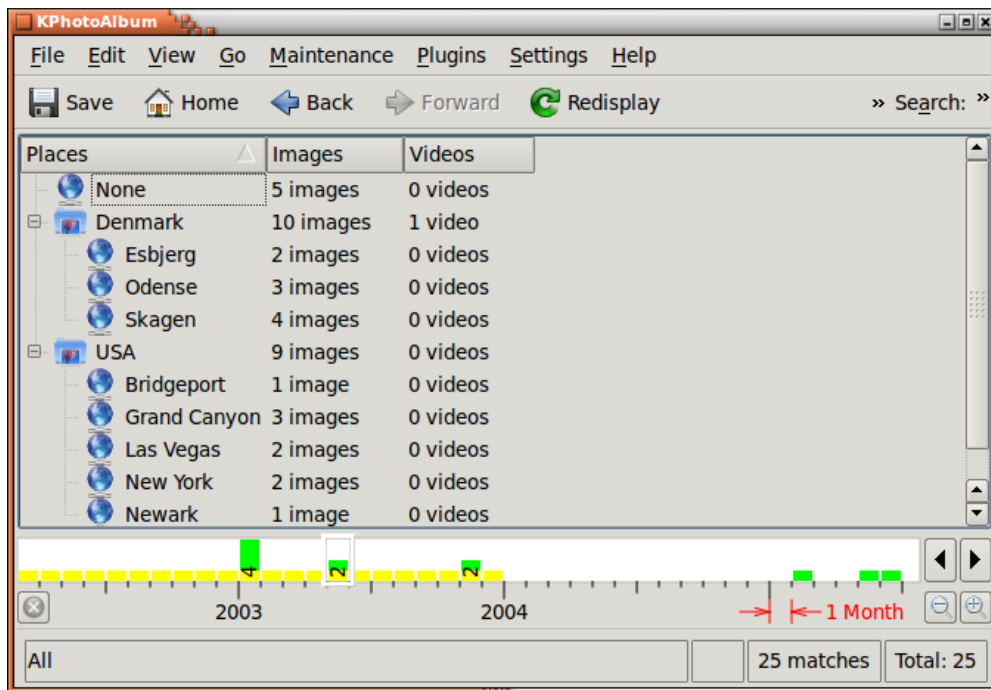 KPhotoAlbum
File Edit View Go Maintenance Plugins Settings Help
Save Home Back Forward Redisplay » Search: »
Places Images Videos
None 5 images 0 videos
Denmark 10 images 1 video
Esbjerg 2 images 0 videos
Odense 3 images 0 videos
Skagen 4 images 0 videos
USA 9 images 0 videos
Bridgeport 1 image 0 videos
Grand Canyon 3 images 0 videos
Las Vegas 2 images 0 videos
New York 2 images 0 videos
Newark 1 image 0 videos
4 2 2
2003 2004 1 Month
All 25 matches Total: 25